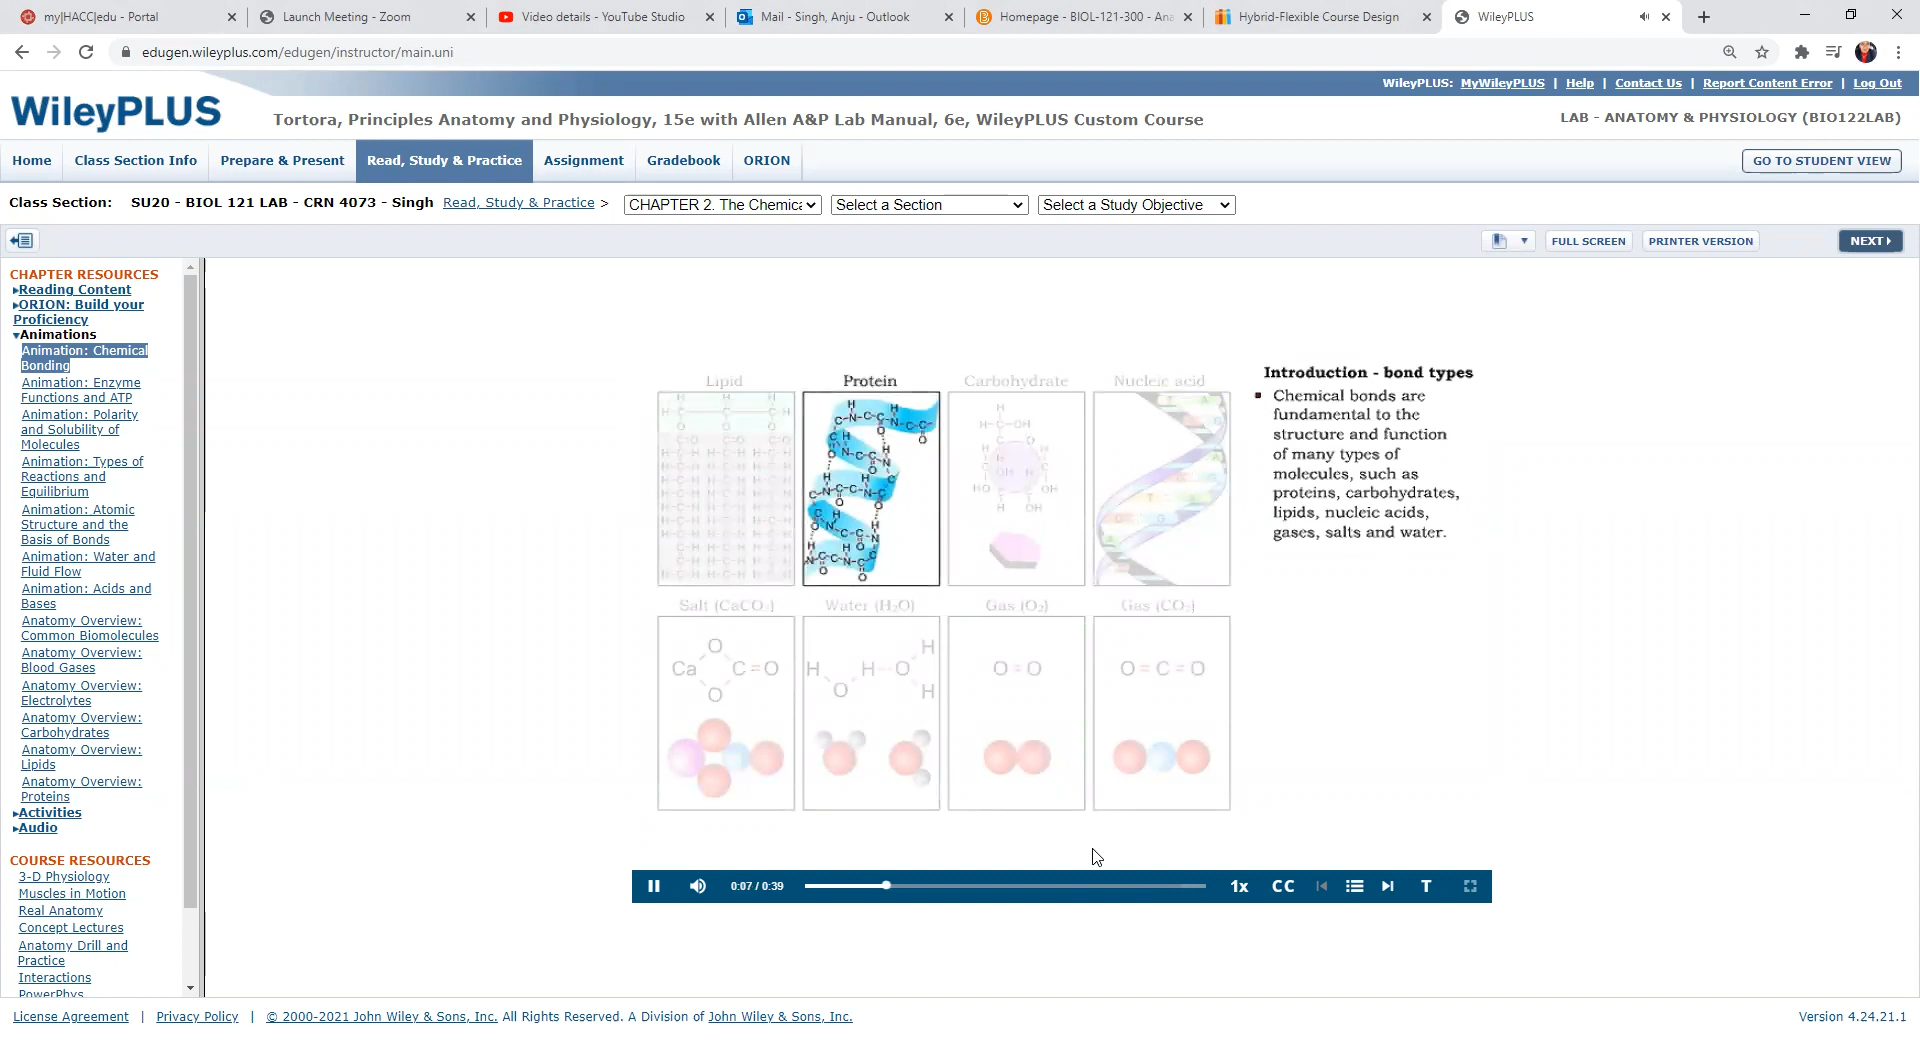 my|HACC|edu - Portal
Launch Meeting - Zoom
Video details - YouTube Studio
Mail - Singh, Anju - Outlook
Homepage - BIOL-121-300 - Ana
Hybrid-Flexible Course Design
WileyPLUS
edugen.wileyplus.com/edugen/instructor/main.uni
WileyPLUS: MyWileyPLUS | Help | Contact Us | Report Content Error | Log Out
WileyPLUS
Tortora, Principles Anatomy and Physiology, 15e with Allen A&P Lab Manual, 6e, WileyPLUS Custom Course
LAB - ANATOMY & PHYSIOLOGY (BIO122LAB)
Home
Class Section Info
Prepare & Present
Read, Study & Practice
Assignment
Gradebook
ORION
GO TO STUDENT VIEW
Class Section: SU20 - BIOL 121 LAB - CRN 4073 - Singh Read, Study & Practice >
CHAPTER 2. The Chemica
Select a Section
Select a Study Objective
FULL SCREEN
PRINTER VERSION
NEXT
CHAPTER RESOURCES
Reading Content
ORION: Build your
Proficiency
Animations
Animation: Chemical
Bonding
Animation: Enzyme
Functions and ATP
Animation: Polarity
and Solubility of
Molecules
Animation: Types of
Reactions and
Equilibrium
Animation: Atomic
Structure and the
Basis of Bonds
Animation: Water and
Fluid Flow
Animation: Acids and
Bases
Anatomy Overview:
Common Biomolecules
Anatomy Overview:
Blood Gases
Anatomy Overview:
Electrolytes
Anatomy Overview:
Carbohydrates
Anatomy Overview:
Lipids
Anatomy Overview:
Proteins
Activities
Audio
COURSE RESOURCES
3-D Physiology
Muscles in Motion
Real Anatomy
Concept Lectures
Anatomy Drill and
Practice
Interactions
PowerPhys
Lipid
Protein
Carbohydrate
Nucleic acid
Salt (CaCO₃)
Water (H₂O)
Gas (O₂)
Gas (CO₂)
O
Ca C=O
O
H
H H-O
O H
O=O
O=C=O
Introduction - bond types
Chemical bonds are
fundamental to the
structure and function
of many types of
molecules, such as
proteins, carbohydrates,
lipids, nucleic acids,
gases, salts and water.
0:07 / 0:39
1x
CC
T
License Agreement | Privacy Policy | © 2000-2021 John Wiley & Sons, Inc. All Rights Reserved. A Division of John Wiley & Sons, Inc.
Version 4.24.21.1